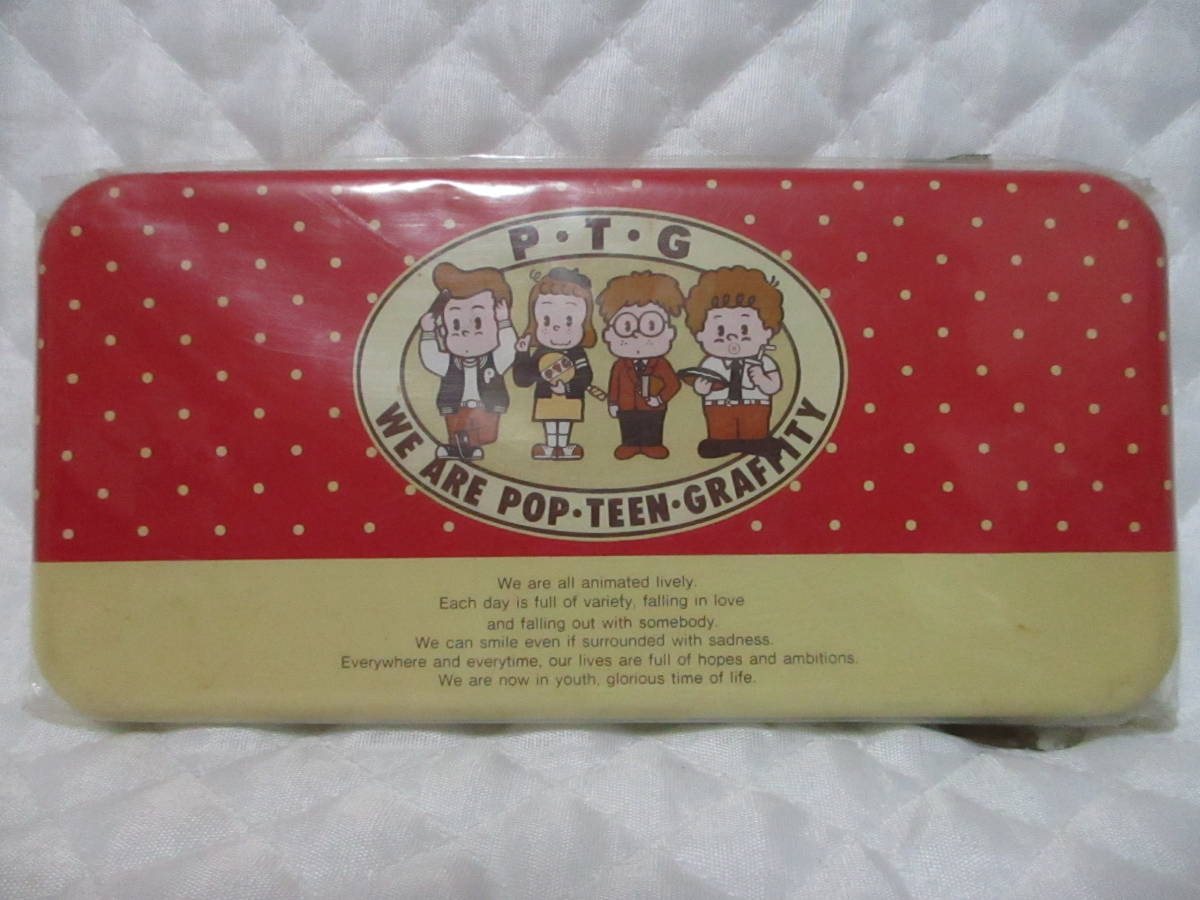 P・T・G
WE ARE POP・TEEN・GRAFFITY
We are all animated lively.
Each day is full of variety, falling in love
and falling out with somebody.
We can smile even if surrounded with sadness.
Everywhere and everytime, our lives are full of hopes and ambitions.
We are now in youth, glorious time of life.